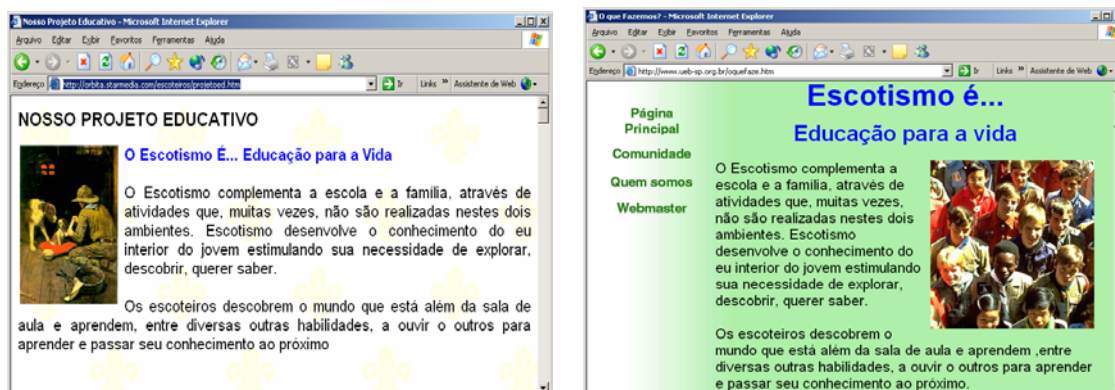 Nosso Projeto Educativo - Microsoft Internet Explorer
Arquivo Editar Exibir Favoritos Ferramentas Ajuda
Endereço http://orbita.starmedia.com/escoteiros/projetoed.htm Ir Links » Assistente de Web
NOSSO PROJETO EDUCATIVO
O Escotismo É... Educação para a Vida
O Escotismo complementa a escola e a família, através de
atividades que, muitas vezes, não são realizadas nestes dois
ambientes. Escotismo desenvolve o conhecimento do eu
interior do jovem estimulando sua necessidade de explorar,
descobrir, querer saber.
Os escoteiros descobrem o mundo que está além da sala de
aula e aprendem, entre diversas outras habilidades, a ouvir o outros para
aprender e passar seu conhecimento ao próximo
O que Fazemos? - Microsoft Internet Explorer
Arquivo Editar Exibir Favoritos Ferramentas Ajuda
Endereço http://www.ueb-sp.org.br/oquefaze.htm Ir Links » Assistente de Web
Página
Principal
Comunidade
Quem somos
Webmaster
Escotismo é...
Educação para a vida
O Escotismo complementa a
escola e a família, através de
atividades que, muitas vezes,
não são realizadas nestes dois
ambientes. Escotismo
desenvolve o conhecimento do
eu interior do jovem estimulando
sua necessidade de explorar,
descobrir, querer saber.
Os escoteiros descobrem o
mundo que está além da sala de aula e aprendem ,entre
diversas outras habilidades, a ouvir o outros para aprender
e passar seu conhecimento ao próximo.